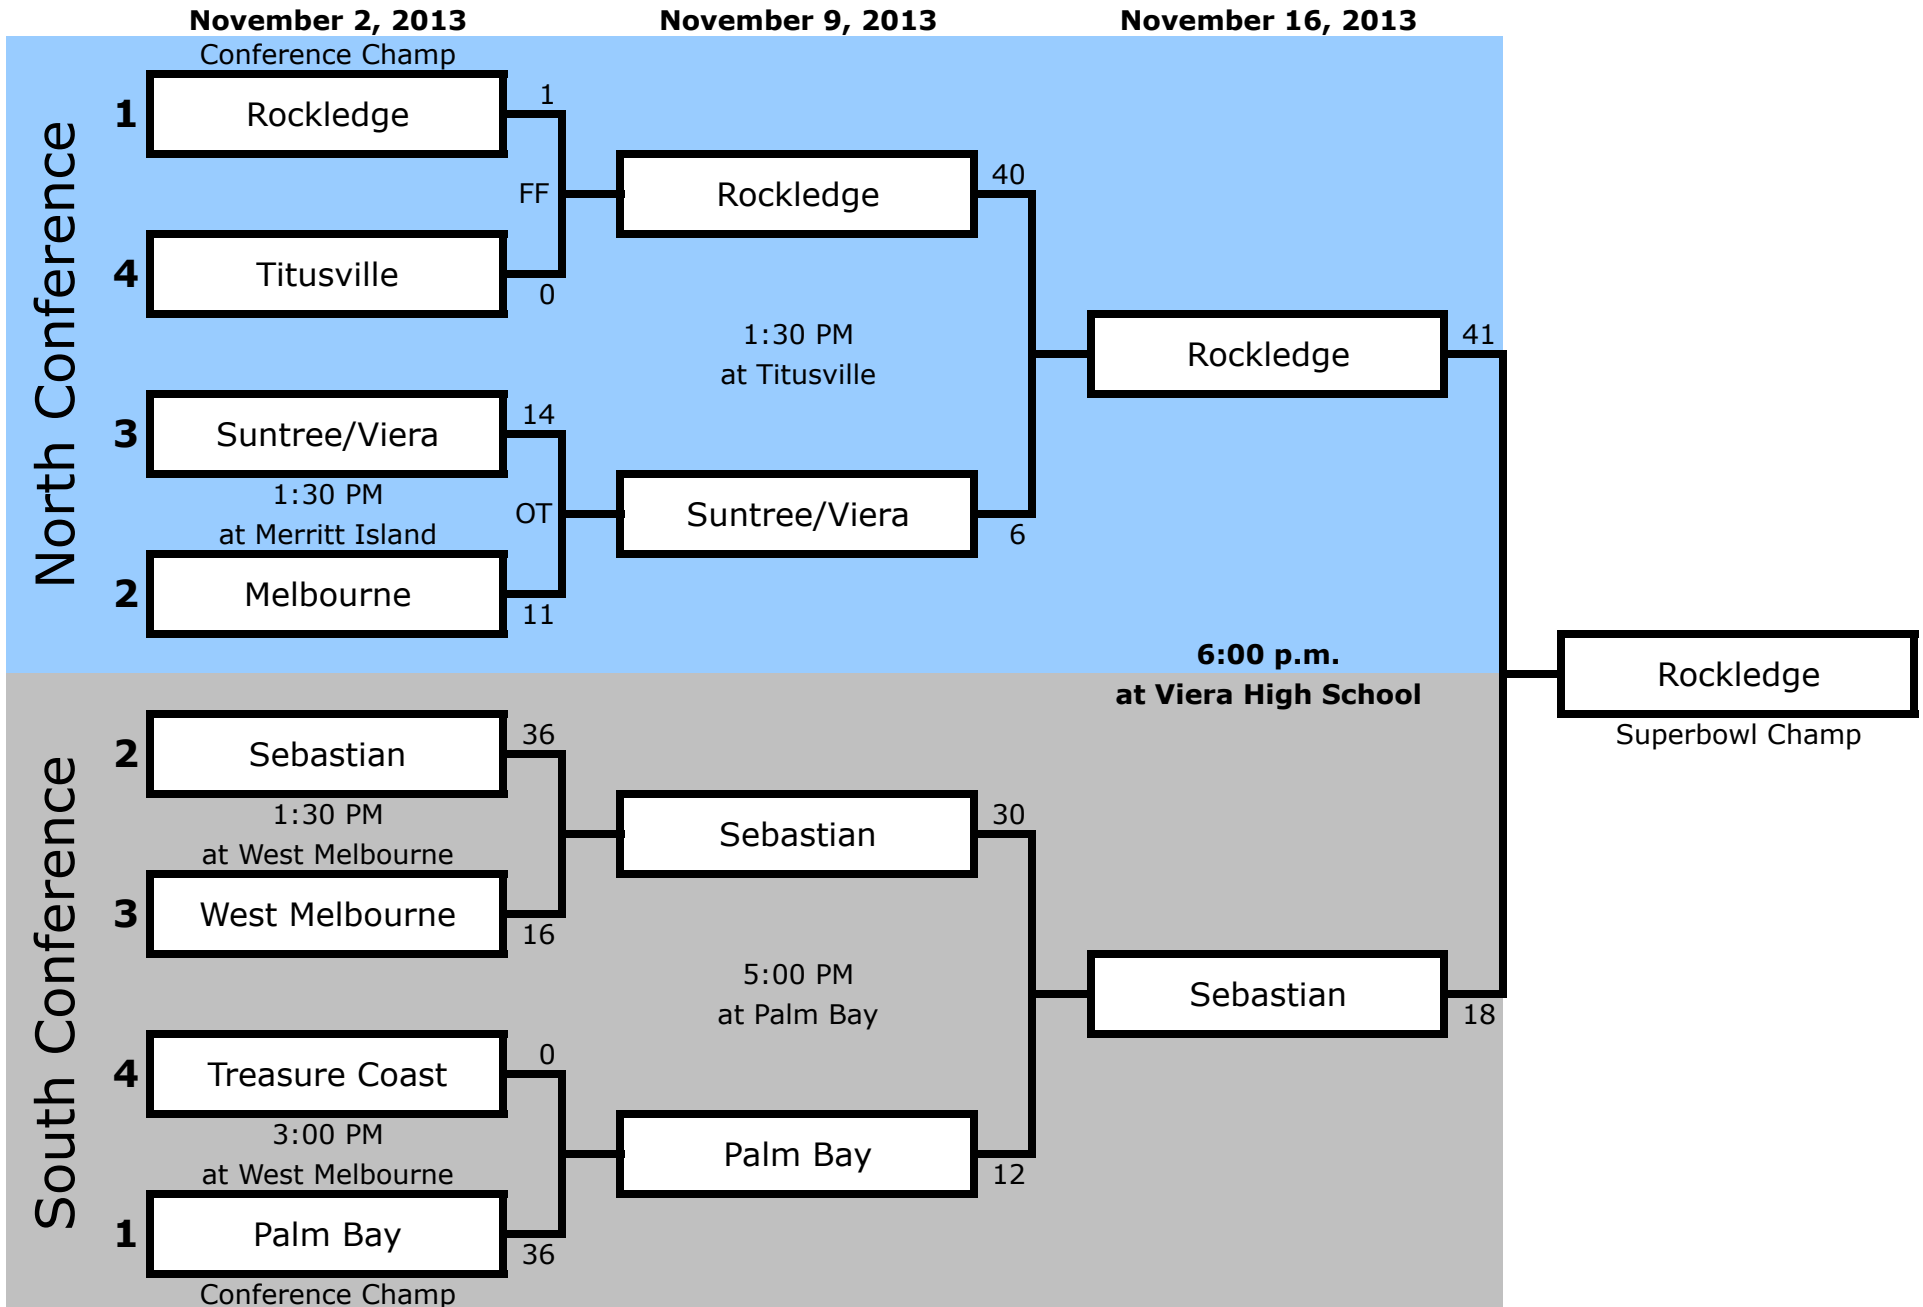 November 2, 2013
November 9, 2013
November 16, 2013
North Conference
Conference Champ
1
Rockledge
1
FF
4
Titusville
0
3
Suntree/Viera
14
1:30 PM
at Merritt Island
OT
2
Melbourne
11
Rockledge
40
1:30 PM
at Titusville
Suntree/Viera
6
Rockledge
41
6:00 p.m.
at Viera High School
Rockledge
Superbowl Champ
South Conference
2
Sebastian
36
1:30 PM
at West Melbourne
3
West Melbourne
16
4
Treasure Coast
0
3:00 PM
at West Melbourne
1
Palm Bay
36
Conference Champ
Sebastian
30
5:00 PM
at Palm Bay
Palm Bay
12
Sebastian
18